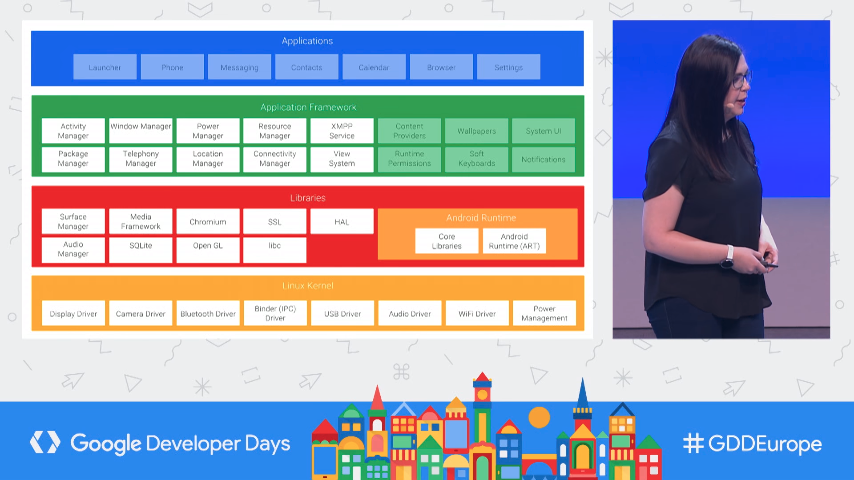 Applications
Launcher Phone Messaging Contacts Calendar Browser Settings
Application Framework
Activity Manager Window Manager Power Manager Resource Manager XMPP Service Content Providers Wallpapers System UI
Package Manager Telephony Manager Location Manager Connectivity Manager View System Runtime Permissions Soft Keyboards Notifications
Libraries
Surface Manager Media Framework Chromium SSL HAL
Audio Manager SQLite Open GL libc
Android Runtime
Core Libraries Android Runtime (ART)
Linux Kernel
Display Driver Camera Driver Bluetooth Driver Binder (IPC) Driver USB Driver Audio Driver WiFi Driver Power Management
Google Developer Days
#GDDEurope